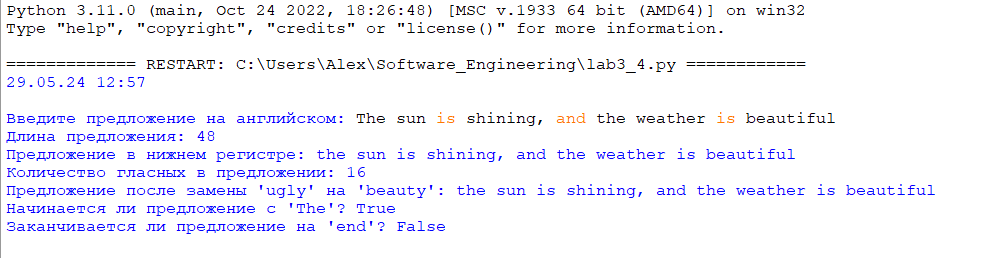 Python 3.11.0 (main, Oct 24 2022, 18:26:48) [MSC v.1933 64 bit (AMD64)] on win32
Type "help", "copyright", "credits" or "license()" for more information.
============= RESTART: C:\Users\Alex\Software_Engineering\lab3_4.py ============
29.05.24 12:57
Введите предложение на английском: The sun is shining, and the weather is beautiful
Длина предложения: 48
Предложение в нижнем регистре: the sun is shining, and the weather is beautiful
Количество гласных в предложении: 16
Предложение после замены 'ugly' на 'beauty': the sun is shining, and the weather is beautiful
Начинается ли предложение с 'The'? True
Заканчивается ли предложение на 'end'? False